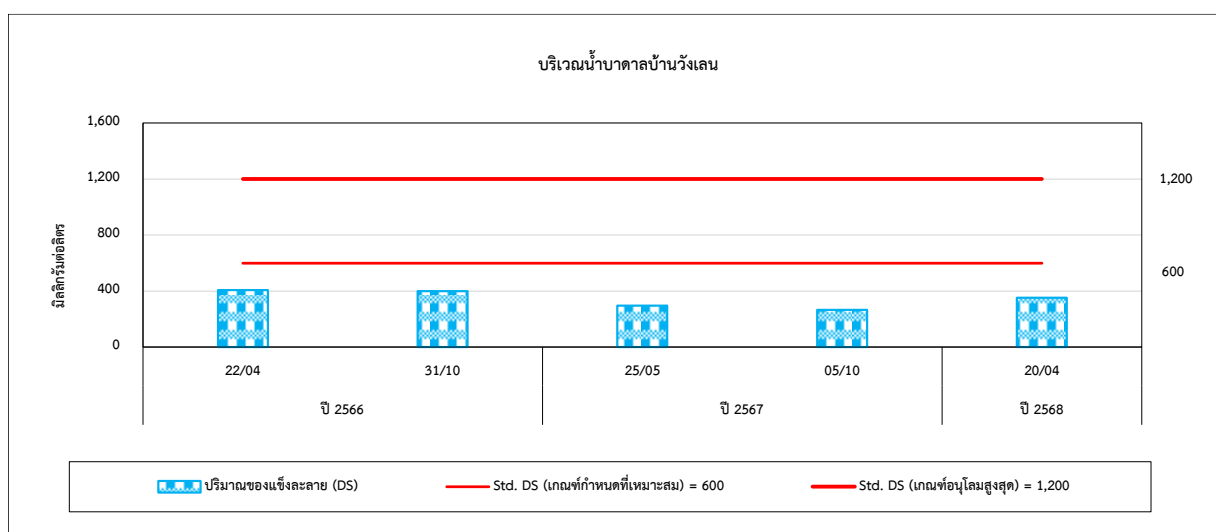 บริเวณน้ำบาดาลบ้านวังเลน
มิลลิกรัมต่อลิตร
1,600
1,200
800
400
0
1,200
600
22/04 31/10 25/05 05/10 20/04
ปี 2566 ปี 2567 ปี 2568
ปริมาณของแข็งละลาย (DS) Std. DS (เกณฑ์กำหนดที่เหมาะสม) = 600 Std. DS (เกณฑ์อนุโลมสูงสุด) = 1,200